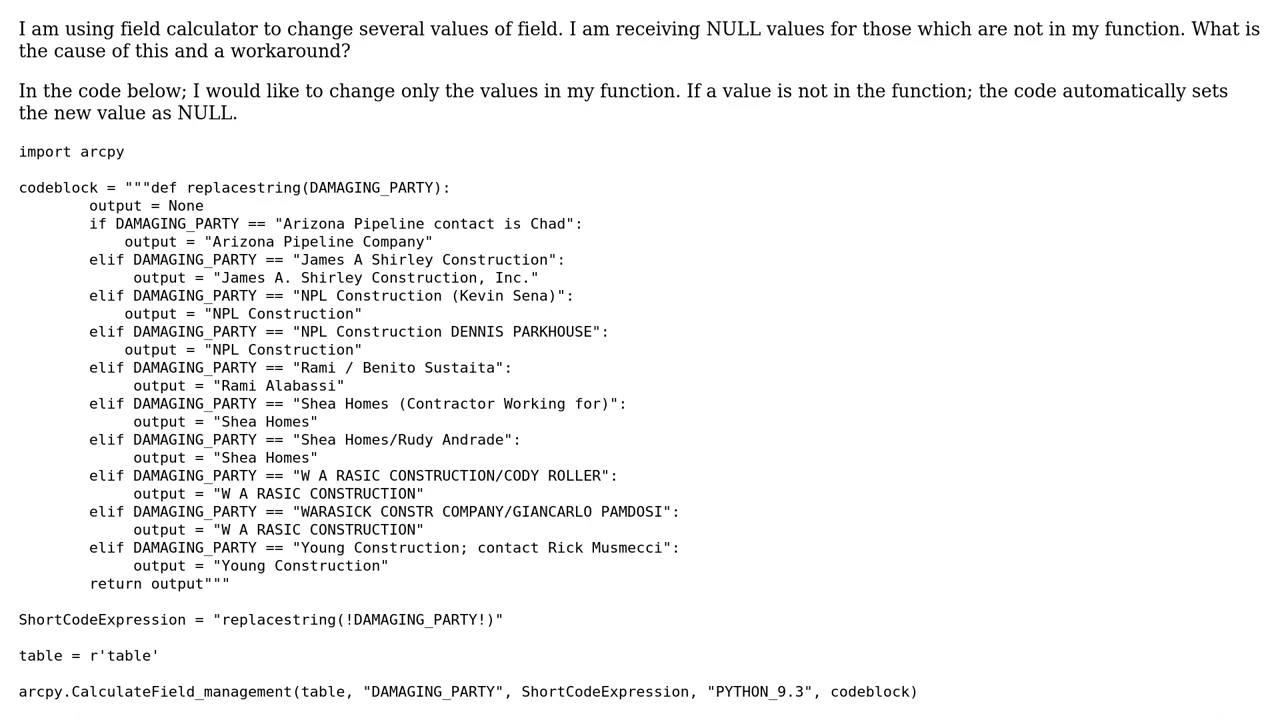 I am using field calculator to change several values of field. I am receiving NULL values for those which are not in my function. What is
the cause of this and a workaround?
In the code below; I would like to change only the values in my function. If a value is not in the function; the code automatically sets
the new value as NULL.
import arcpy
codeblock = """def replacestring(DAMAGING_PARTY):
        output = None
        if DAMAGING_PARTY == "Arizona Pipeline contact is Chad":
            output = "Arizona Pipeline Company"
        elif DAMAGING_PARTY == "James A Shirley Construction":
             output = "James A. Shirley Construction, Inc."
        elif DAMAGING_PARTY == "NPL Construction (Kevin Sena)":
            output = "NPL Construction"
        elif DAMAGING_PARTY == "NPL Construction DENNIS PARKHOUSE":
            output = "NPL Construction"
        elif DAMAGING_PARTY == "Rami / Benito Sustaita":
             output = "Rami Alabassi"
        elif DAMAGING_PARTY == "Shea Homes (Contractor Working for)":
             output = "Shea Homes"
        elif DAMAGING_PARTY == "Shea Homes/Rudy Andrade":
             output = "Shea Homes"
        elif DAMAGING_PARTY == "W A RASIC CONSTRUCTION/CODY ROLLER":
             output = "W A RASIC CONSTRUCTION"
        elif DAMAGING_PARTY == "WARASICK CONSTR COMPANY/GIANCARLO PAMDOSI":
             output = "W A RASIC CONSTRUCTION"
        elif DAMAGING_PARTY == "Young Construction; contact Rick Musmecci":
             output = "Young Construction"
        return output"""
ShortCodeExpression = "replacestring(!DAMAGING_PARTY!)"
table = r'table'
arcpy.CalculateField_management(table, "DAMAGING_PARTY", ShortCodeExpression, "PYTHON_9.3", codeblock)